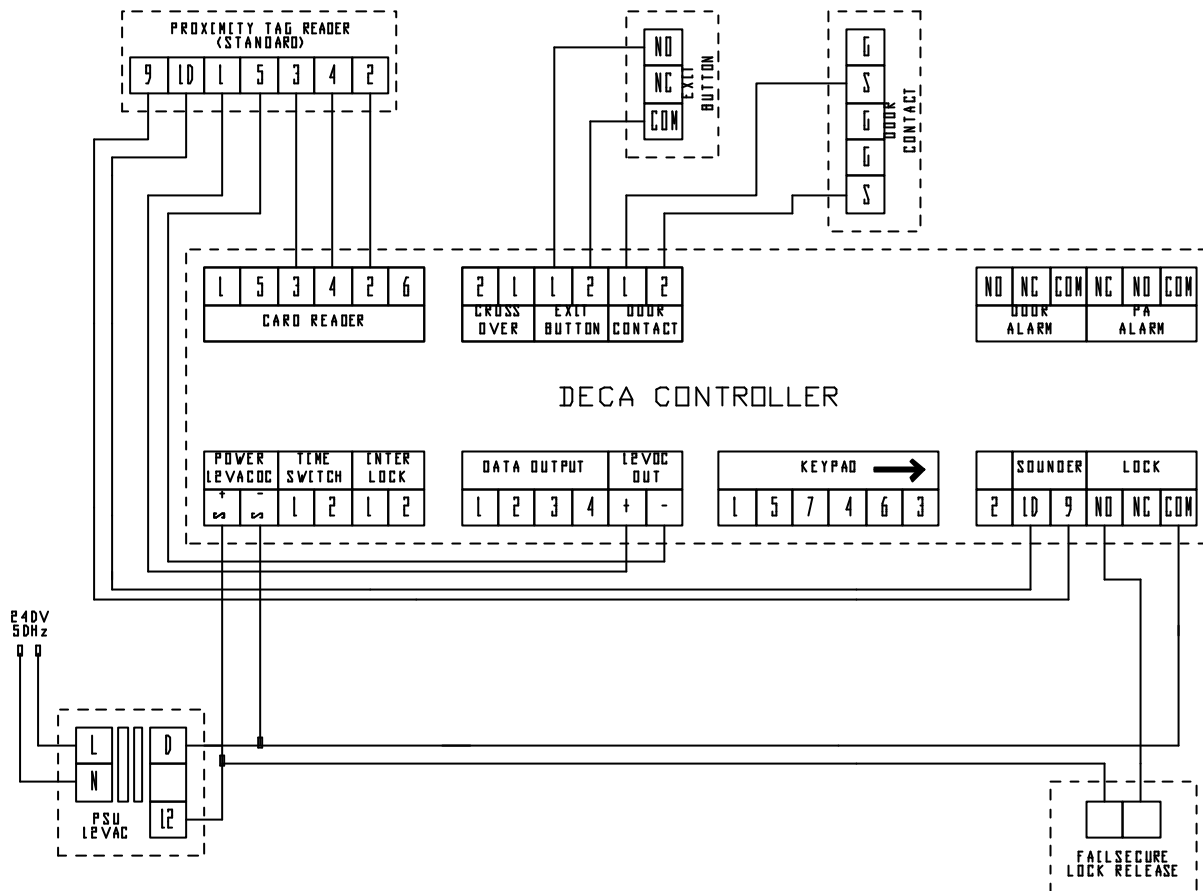 PROXIMITY TAG READER
(STANDARD)
9 10 1 5 3 4 2
NO
NC
COM
EXIT
BUTTON
G
S
G
G
S
DOOR
CONTACT
1 5 3 4 2 6
CARD READER
2 1 1 2 1 2
CROSS OVER
EXIT BUTTON
DOOR CONTACT
NO NC COM NC NO COM
DOOR ALARM
PA ALARM
DECA CONTROLLER
POWER 12VACDC
TIME SWITCH
INTER LOCK
+ -
1 2 1 2
DATA OUTPUT
12VDC OUT
1 2 3 4 + -
KEYPAD
1 5 7 4 6 3
SOUNDER LOCK
2 10 9 NO NC COM
240V
50Hz
L 0
N
12
PSU
12VAC
FAILSECURE
LOCK RELEASE